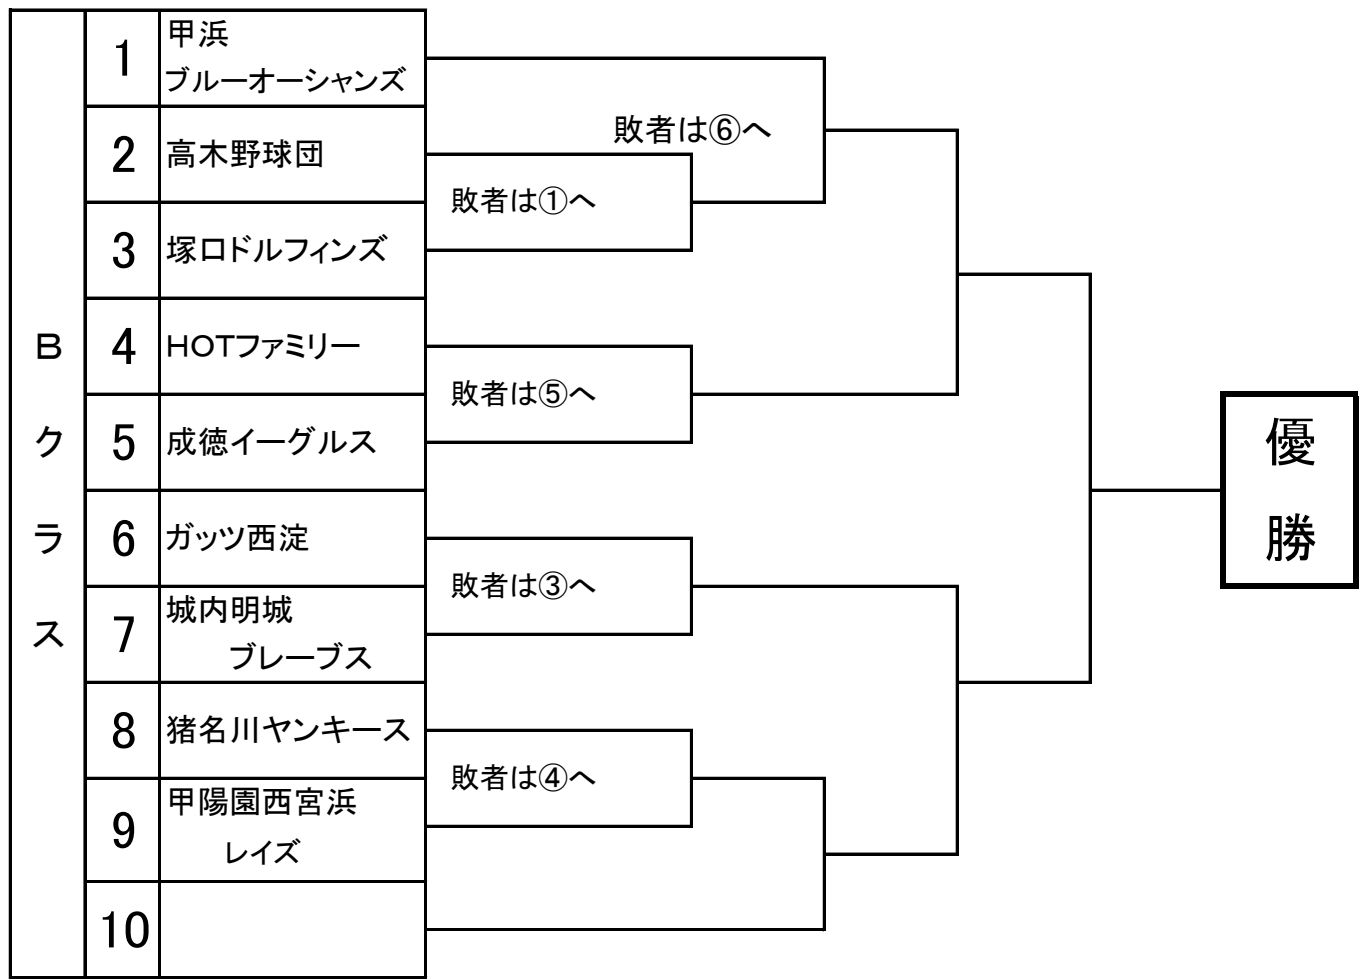 Bクラス
1
甲浜
ブルーオーシャンズ
2
高木野球団
3
塚口ドルフィンズ
4
HOTファミリー
5
成徳イーグルス
6
ガッツ西淀
7
城内明城
ブレーブス
8
猪名川ヤンキース
9
甲陽園西宮浜
レイズ
10
敗者は⑥へ
敗者は①へ
敗者は⑤へ
敗者は③へ
敗者は④へ
優勝